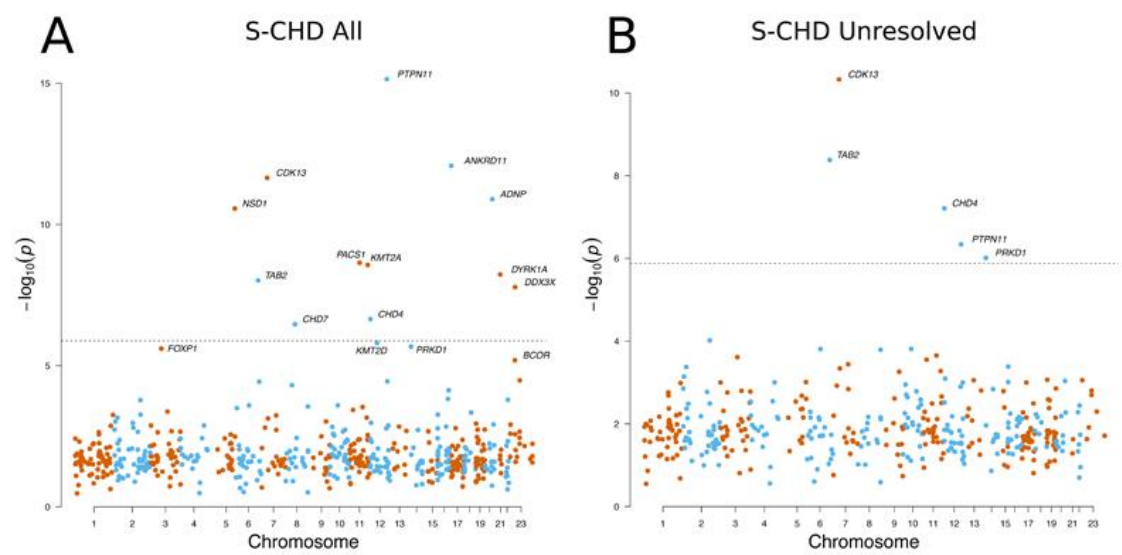 A
S-CHD All
15
10
5
0
−log10(p)
PTPN11
ANKRD11
CDK13
ADNP
NSD1
PACS1
KMT2A
DYRK1A
TAB2
DDX3X
CHD7
CHD4
FOXP1
KMT2D
PRKD1
BCOR
1 2 3 4 5 6 7 8 9 10 11 12 13 15 17 19 21 23
Chromosome
B
S-CHD Unresolved
10
8
6
4
2
0
−log10(p)
CDK13
TAB2
CHD4
PTPN11
PRKD1
1 2 3 4 5 6 7 8 9 10 11 12 13 15 17 19 21 23
Chromosome